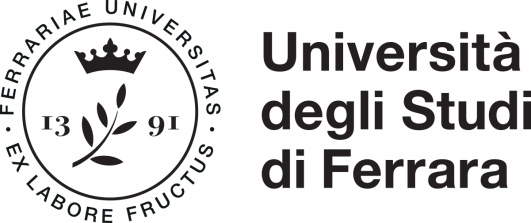 FERRARIAE UNIVERSITAS
13 91
EX LABORE FRUCTUS
Università
degli Studi
di Ferrara